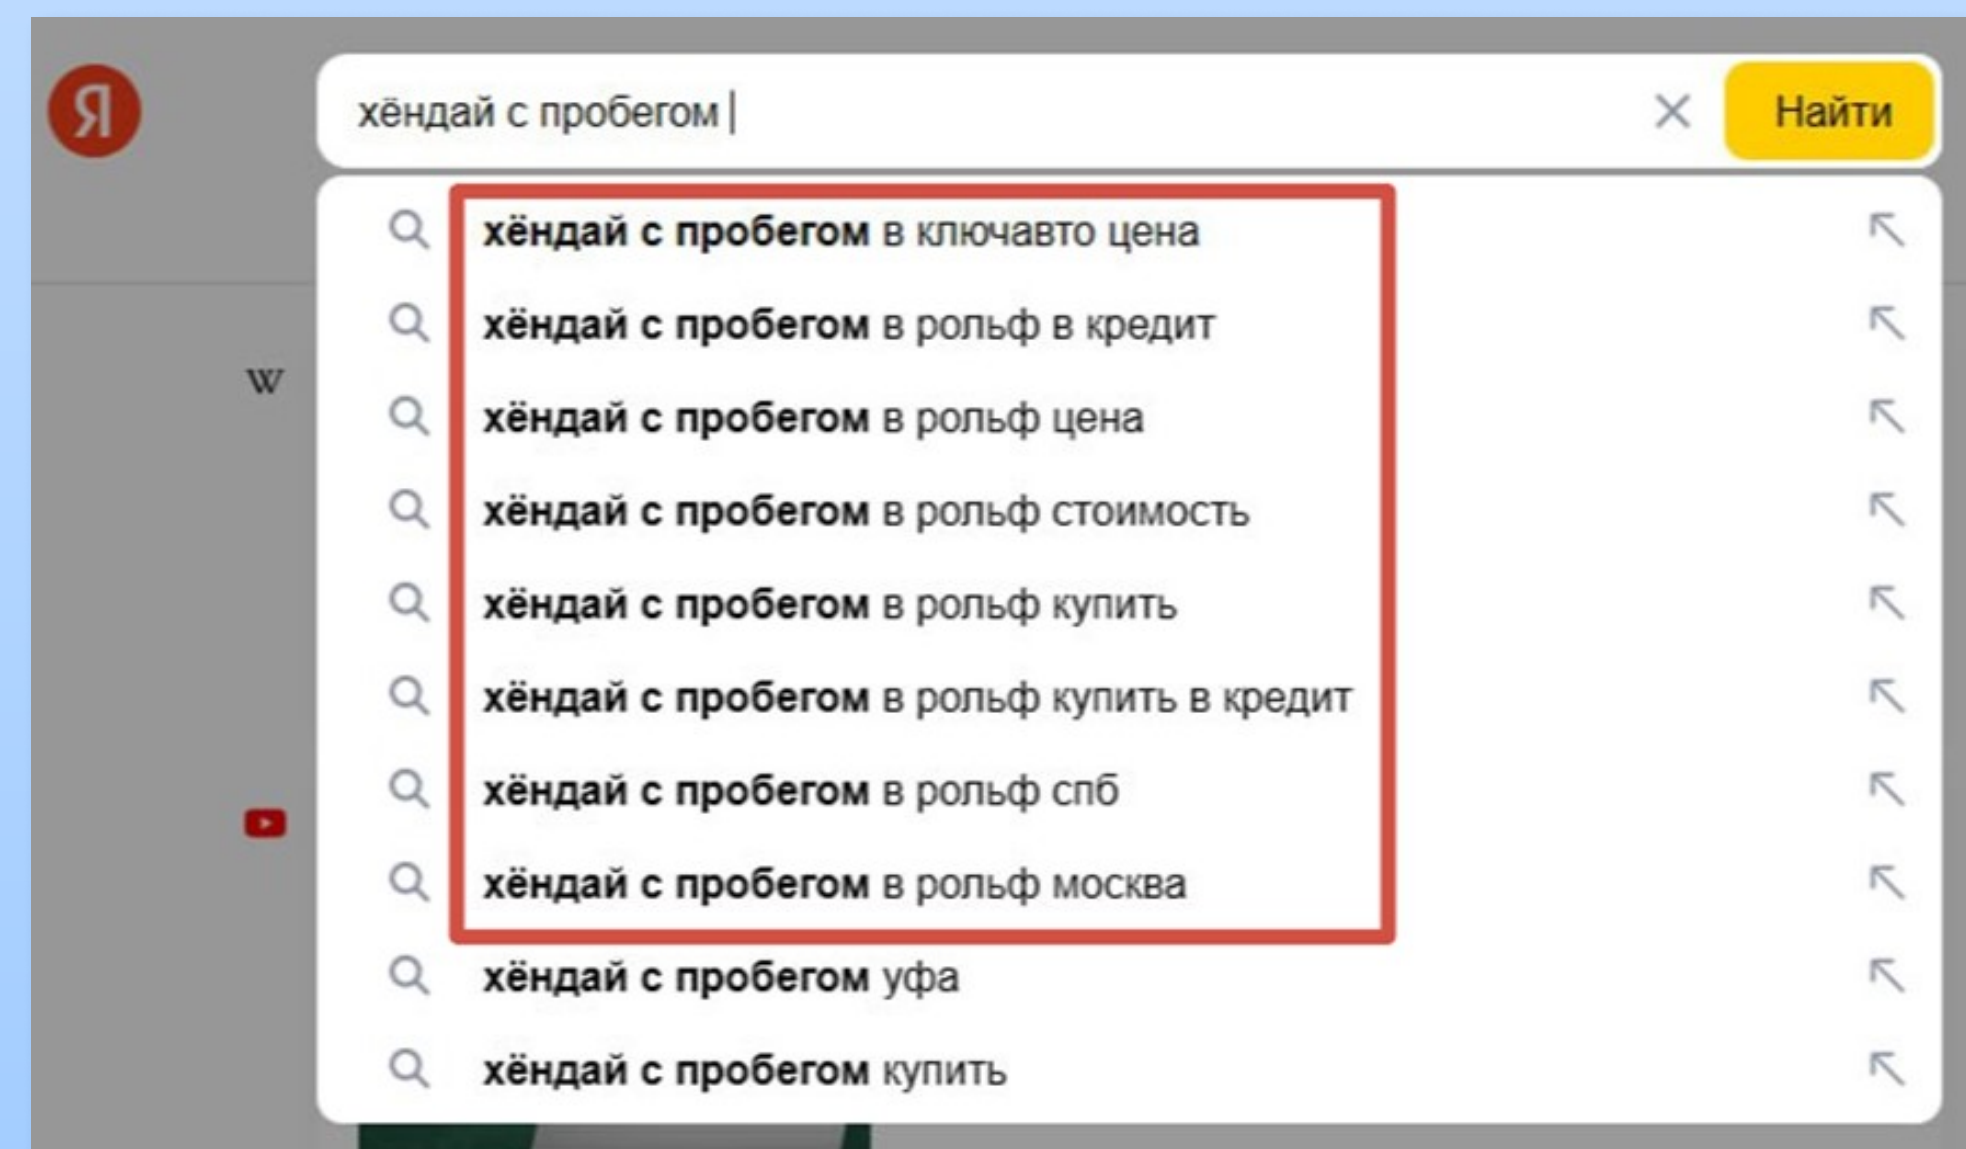 Я
хёндай с пробегом
Найти
хёндай с пробегом в ключавто цена
хёндай с пробегом в рольф в кредит
W
хёндай с пробегом в рольф цена
хёндай с пробегом в рольф стоимость
хёндай с пробегом в рольф купить
хёндай с пробегом в рольф купить в кредит
хёндай с пробегом в рольф спб
хёндай с пробегом в рольф москва
хёндай с пробегом уфа
хёндай с пробегом купить